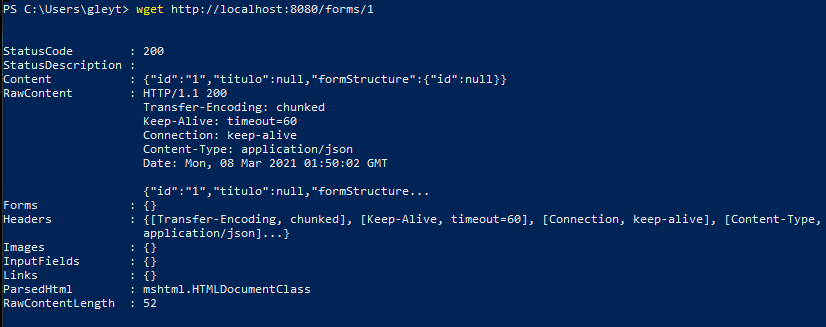 PS C:\Users\gleyt> wget http://localhost:8080/forms/1
StatusCode        : 200
StatusDescription :
Content           : {"id":"1","titulo":null,"formStructure":{"id":null}}
RawContent        : HTTP/1.1 200
                    Transfer-Encoding: chunked
                    Keep-Alive: timeout=60
                    Connection: keep-alive
                    Content-Type: application/json
                    Date: Mon, 08 Mar 2021 01:50:02 GMT
                    {"id":"1","titulo":null,"formStructure...
Forms             : {}
Headers           : {[Transfer-Encoding, chunked], [Keep-Alive, timeout=60], [Connection, keep-alive], [Content-Type,
                    application/json]...}
Images            : {}
InputFields       : {}
Links             : {}
ParsedHtml        : mshtml.HTMLDocumentClass
RawContentLength  : 52